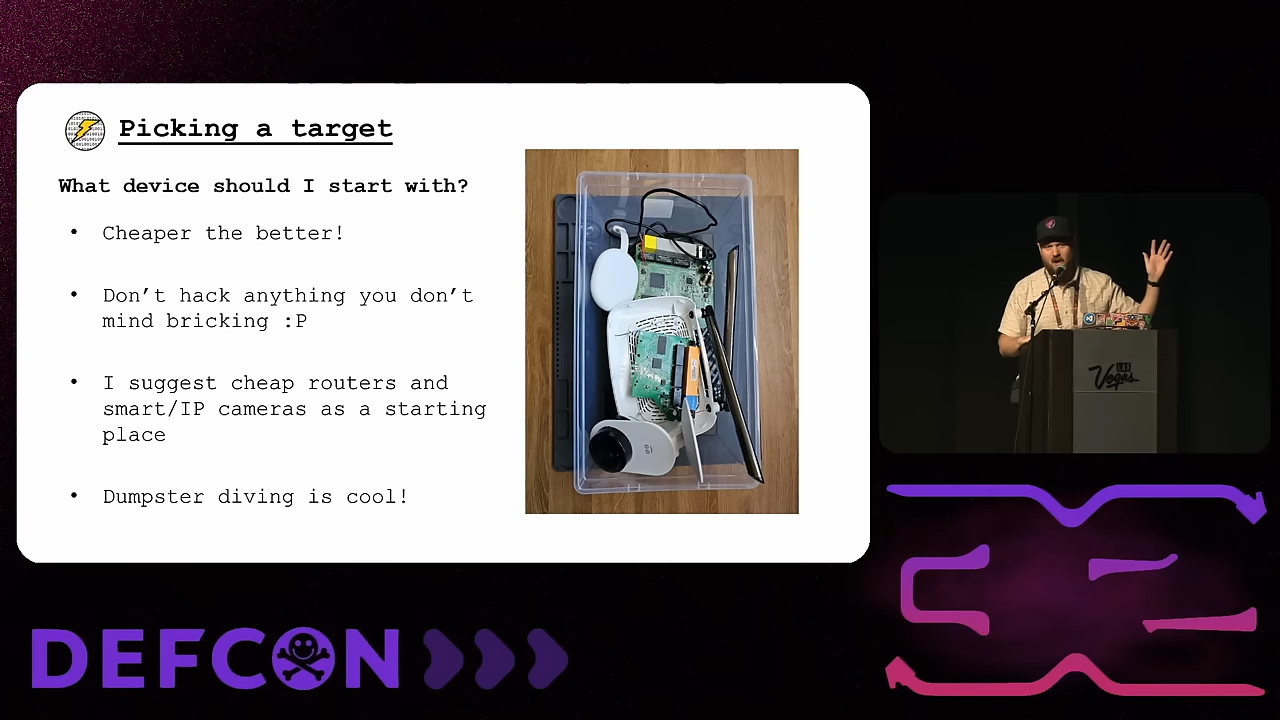 Picking a target
What device should I start with?
• Cheaper the better!
• Don’t hack anything you don’t
mind bricking :P
• I suggest cheap routers and
smart/IP cameras as a starting
place
• Dumpster diving is cool!
Vegas
DEFCON